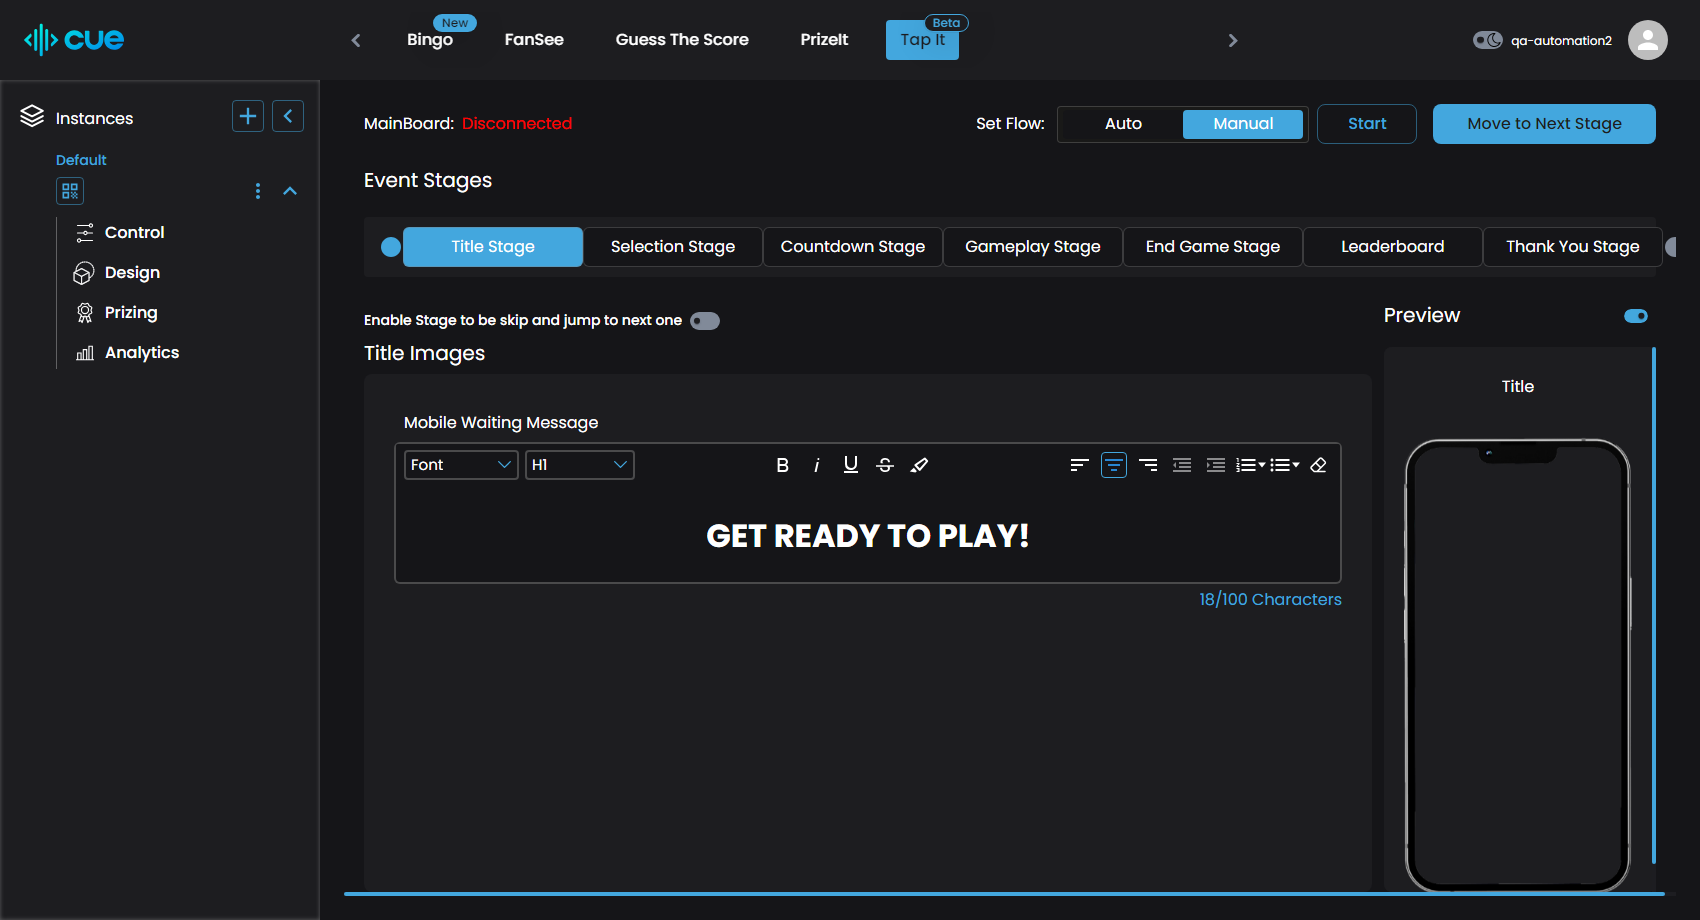 cue
New
Bingo
FanSee
Guess The Score
PrizeIt
Beta
Tap It
qa-automation2
Instances
Default
Control
Design
Prizing
Analytics
MainBoard: Disconnected
Set Flow:
Auto
Manual
Start
Move to Next Stage
Event Stages
Title Stage
Selection Stage
Countdown Stage
Gameplay Stage
End Game Stage
Leaderboard
Thank You Stage
Enable Stage to be skip and jump to next one
Title Images
Mobile Waiting Message
Font
H1
B
i
U
S
GET READY TO PLAY!
18/100 Characters
Preview
Title